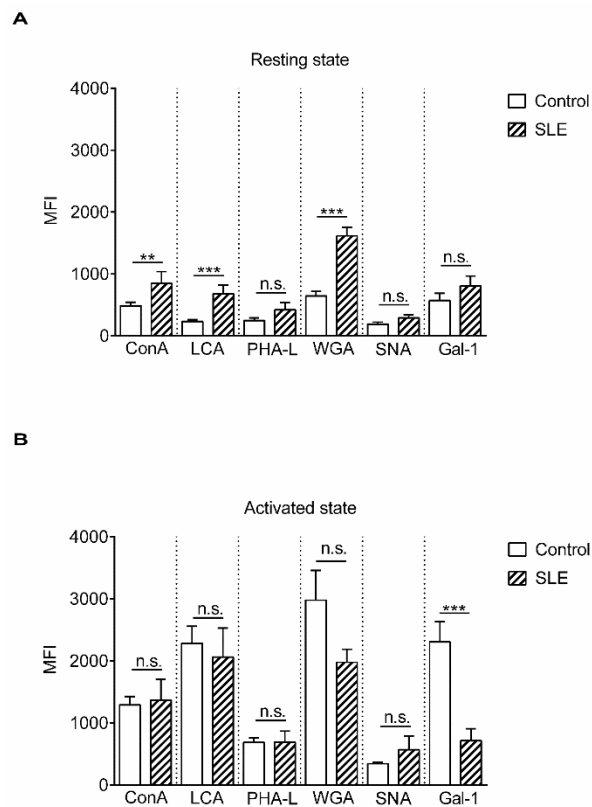 A
Resting state
4000
3000
2000
1000
0
MFI
** *** n.s. *** n.s. n.s.
ConA LCA PHA-L WGA SNA Gal-1
Control
SLE
B
Activated state
4000
3000
2000
1000
0
MFI
n.s. n.s. n.s. n.s. n.s. ***
ConA LCA PHA-L WGA SNA Gal-1
Control
SLE